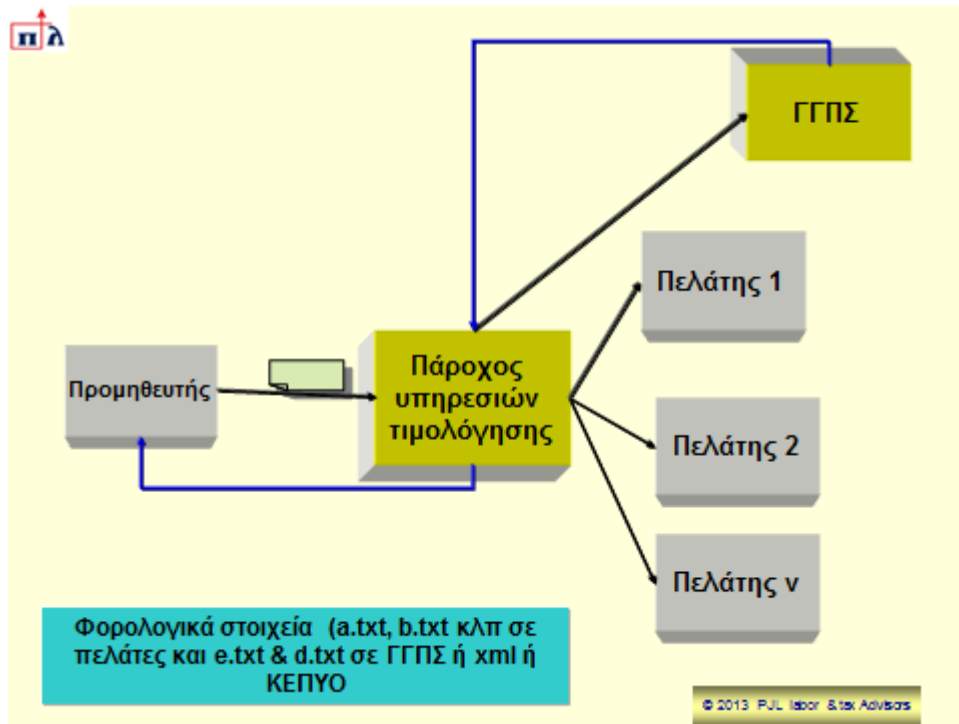 πλ
ΓΓΠΣ
Πελάτης 1
Προμηθευτής
Πάροχος
υπηρεσιών
τιμολόγησης
Πελάτης 2
Πελάτης ν
Φορολογικά στοιχεία (a.txt, b.txt κλπ σε
πελάτες και e.txt & d.txt σε ΓΓΠΣ ή xml ή
ΚΕΠΥΟ
© 2013 PJL labor & tax Advisors